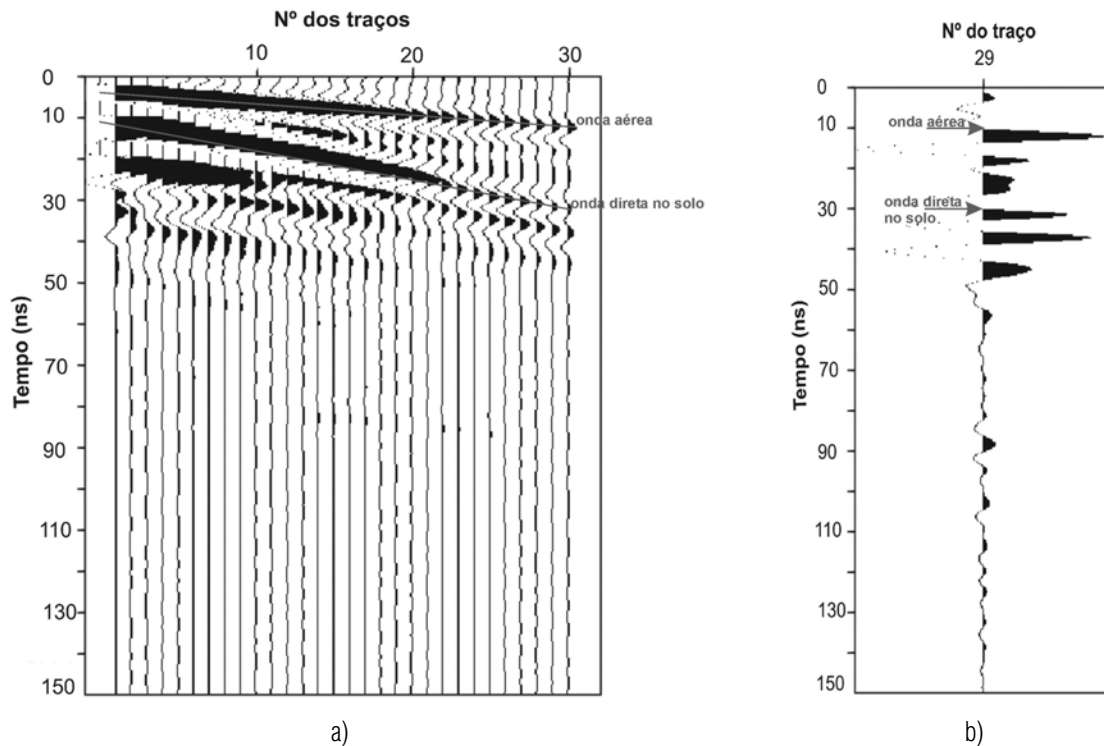 Nº dos traços
10
20
30
0
10
30
50
70
90
110
130
150
Tempo (ns)
onda aérea
onda direta no solo
a)
Nº do traço
29
0
10
30
50
70
90
110
130
150
Tempo (ns)
onda aérea
onda direta
no solo
b)